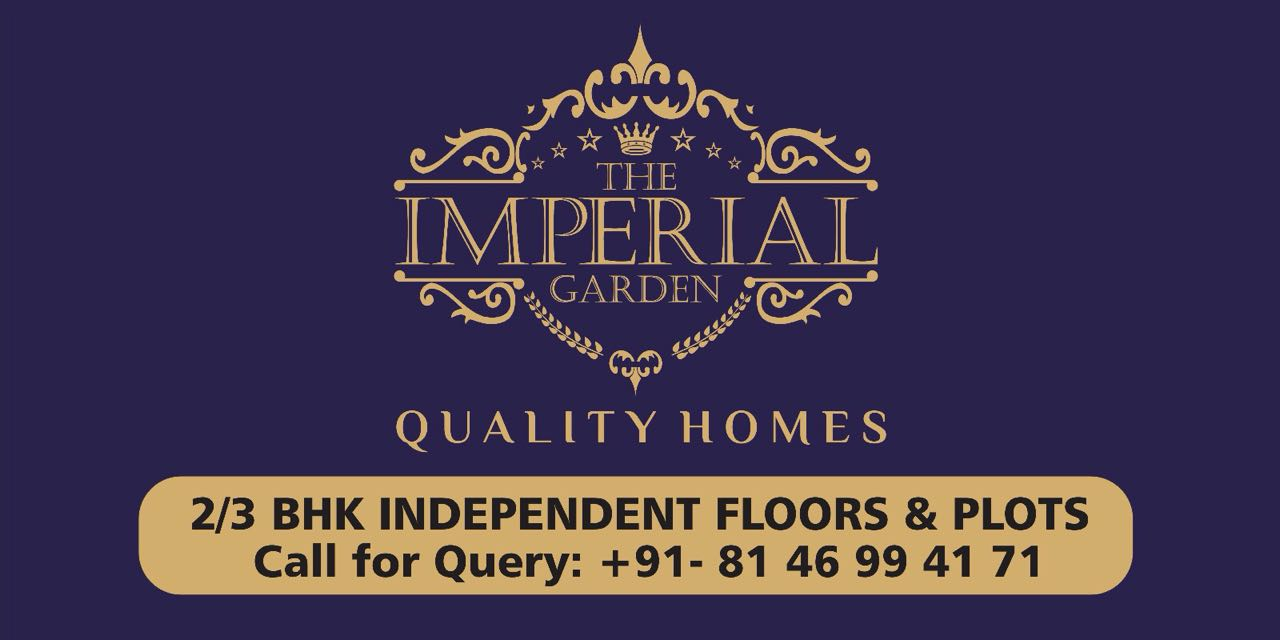 THE
IMPERIAL
GARDEN
QUALITY HOMES
2/3 BHK INDEPENDENT FLOORS & PLOTS
Call for Query: +91- 81 46 99 41 71